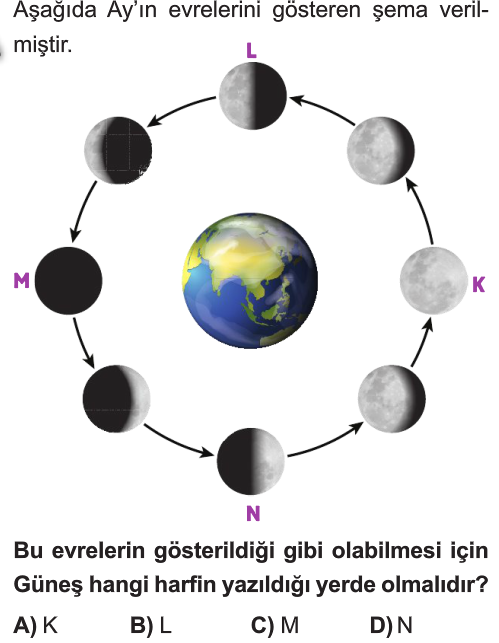 Aşağıda Ay’ın evrelerini gösteren şema veril-
miştir.
L
M
K
N
Bu evrelerin gösterildiği gibi olabilmesi için
Güneş hangi harfin yazıldığı yerde olmalıdır?
A) K B) L C) M D) N